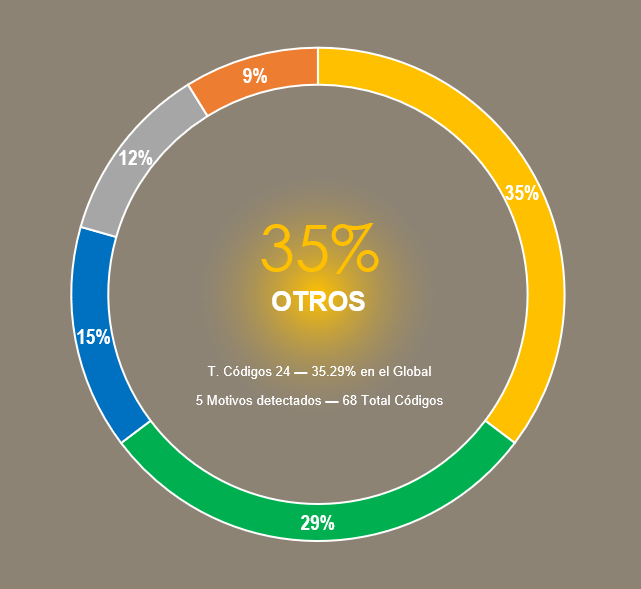 9%
12%
35%
35%
OTROS
15%
T. Códigos 24 — 35.29% en el Global
5 Motivos detectados — 68 Total Códigos
29%